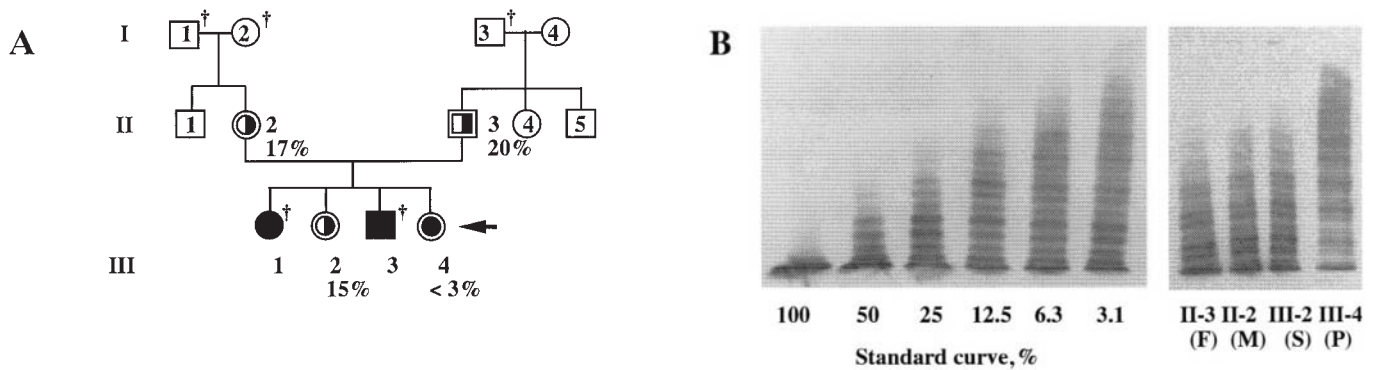 A
I
1 † 2 †
3 † 4
II
1 2 3 4 5
17% 20%
† †
III
1 2 3 4
15% < 3%
B
100 50 25 12.5 6.3 3.1
Standard curve, %
II-3 II-2 III-2 III-4
(F) (M) (S) (P)